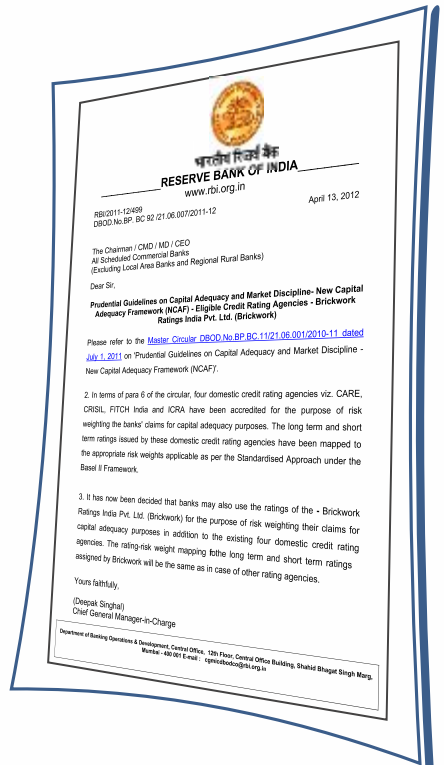 भारतीय रिज़र्व बैंक
RESERVE BANK OF INDIA
www.rbi.org.in
RBI/2011-12/499
DBOD.No.BP. BC 92 /21.06.007/2011-12
April 13, 2012
The Chairman / CMD / MD / CEO
All Scheduled Commercial Banks
(Excluding Local Area Banks and Regional Rural Banks)
Dear Sir,
Prudential Guidelines on Capital Adequacy and Market Discipline- New Capital
Adequacy Framework (NCAF) - Eligible Credit Rating Agencies - Brickwork
Ratings India Pvt. Ltd. (Brickwork)
Please refer to the Master Circular DBOD.No.BP.BC.11/21.06.001/2010-11 dated
July 1, 2011 on 'Prudential Guidelines on Capital Adequacy and Market Discipline -
New Capital Adequacy Framework (NCAF)'.
2. In terms of para 6 of the circular, four domestic credit rating agencies viz. CARE,
CRISIL, FITCH India and ICRA have been accredited for the purpose of risk
weighting the banks' claims for capital adequacy purposes. The long term and short
term ratings issued by these domestic credit rating agencies have been mapped to
the appropriate risk weights applicable as per the Standardised Approach under the
Basel II Framework.
3. It has now been decided that banks may also use the ratings of the - Brickwork
Ratings India Pvt. Ltd. (Brickwork) for the purpose of risk weighting their claims for
capital adequacy purposes in addition to the existing four domestic credit rating
agencies. The rating-risk weight mapping fothe long term and short term ratings
assigned by Brickwork will be the same as in case of other rating agencies.
Yours faithfully,
(Deepak Singhal)
Chief General Manager-in-Charge
Department of Banking Operations & Development, Central Office, 12th Floor, Central Office Building, Shahid Bhagat Singh Marg,
Mumbai - 400 001 E-mail : cgmicdbodco@rbi.org.in